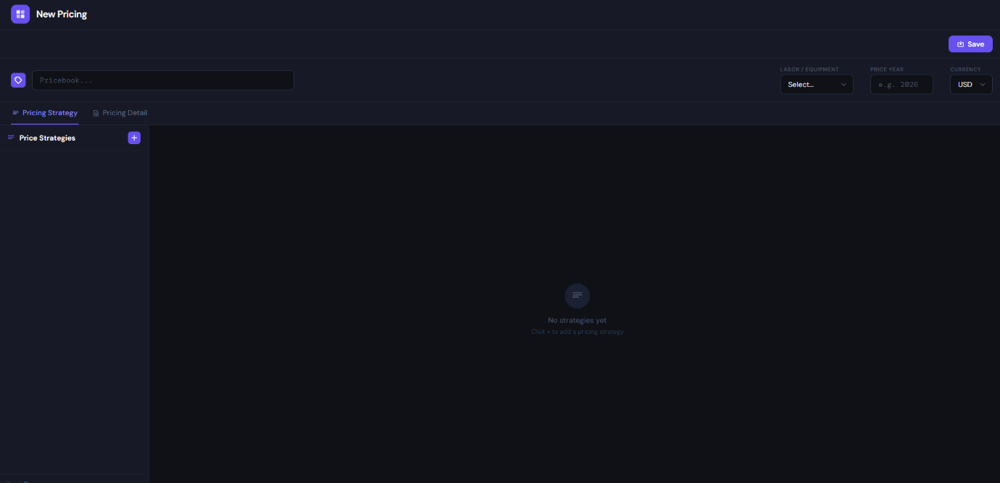 New Pricing
Save
Pricebook...
LABOR / EQUIPMENT
Select...
PRICE YEAR
e.g. 2026
CURRENCY
USD
Pricing Strategy
Pricing Detail
Price Strategies
No strategies yet
Click + to add a pricing strategy